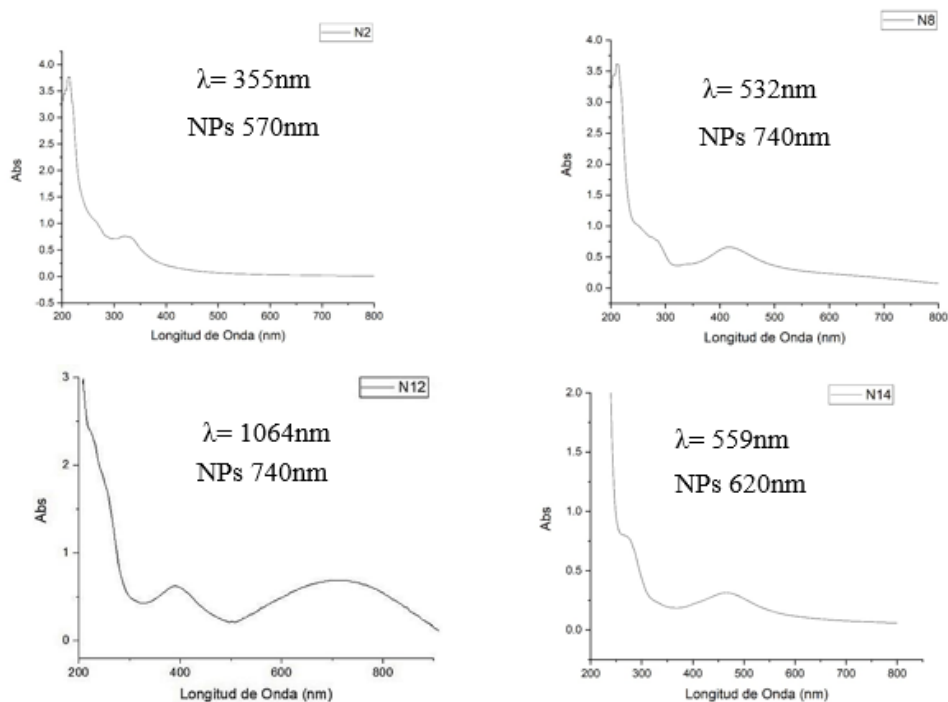 N2
λ= 355nm
NPs 570nm
Abs
4.0
3.5
3.0
2.5
2.0
1.5
1.0
0.5
0.0
-0.5
200 300 400 500 600 700 800
Longitud de Onda (nm)
N8
λ= 532nm
NPs 740nm
Abs
4.0
3.5
3.0
2.5
2.0
1.5
1.0
0.5
0.0
200 300 400 500 600 700 800
Longitud de Onda (nm)
N12
λ= 1064nm
NPs 740nm
Abs
3
2
1
0
200 400 600 800
Longitud de Onda (nm)
N14
λ= 559nm
NPs 620nm
Abs
2.0
1.5
1.0
0.5
0.0
200 300 400 500 600 700 800
Longitud de Onda (nm)